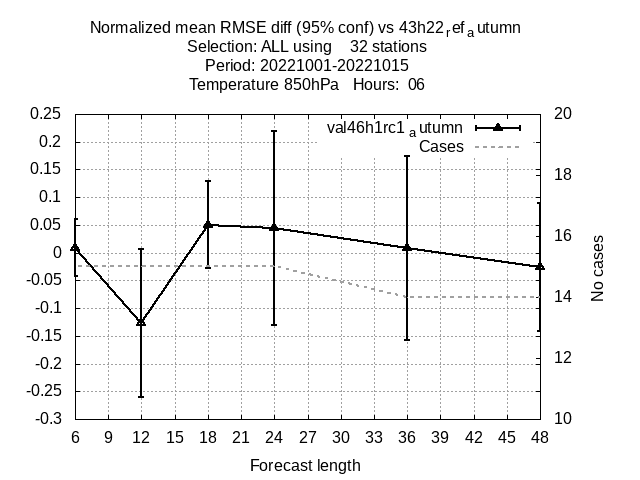 Normalized mean RMSE diff (95% conf) vs 43h22refautumn
Selection: ALL using 32 stations
Period: 20221001-20221015
Temperature 850hPa Hours: 06
val46h1rc1autumn
Cases
0.25
0.2
0.15
0.1
0.05
0
-0.05
-0.1
-0.15
-0.2
-0.25
-0.3
20
18
16
14
12
10
No cases
6 9 12 15 18 21 24 27 30 33 36 39 42 45 48
Forecast length